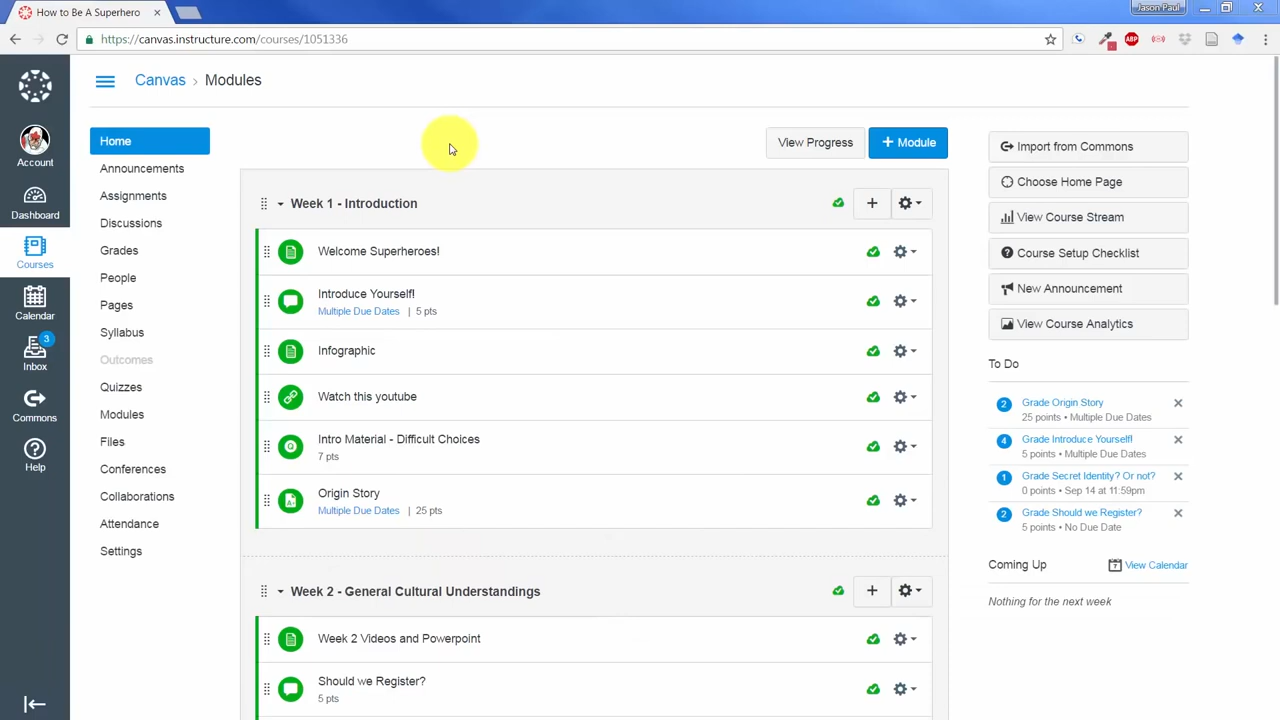 How to Be A Superhero
Jason Paul
https://canvas.instructure.com/courses/1051336
ABP
Canvas > Modules
Account
Dashboard
Courses
Calendar
3
Inbox
Commons
Help
Home
Announcements
Assignments
Discussions
Grades
People
Pages
Syllabus
Outcomes
Quizzes
Modules
Files
Conferences
Collaborations
Attendance
Settings
View Progress
+ Module
Week 1 - Introduction
Welcome Superheroes!
Introduce Yourself!
Multiple Due Dates | 5 pts
Infographic
Watch this youtube
Intro Material - Difficult Choices
7 pts
Origin Story
Multiple Due Dates | 25 pts
Week 2 - General Cultural Understandings
Week 2 Videos and Powerpoint
Should we Register?
5 pts
Import from Commons
Choose Home Page
View Course Stream
Course Setup Checklist
New Announcement
View Course Analytics
To Do
2 Grade Origin Story
25 points • Multiple Due Dates
4 Grade Introduce Yourself!
5 points • Multiple Due Dates
1 Grade Secret Identity? Or not?
0 points • Sep 14 at 11:59pm
2 Grade Should we Register?
5 points • No Due Date
Coming Up
7 View Calendar
Nothing for the next week